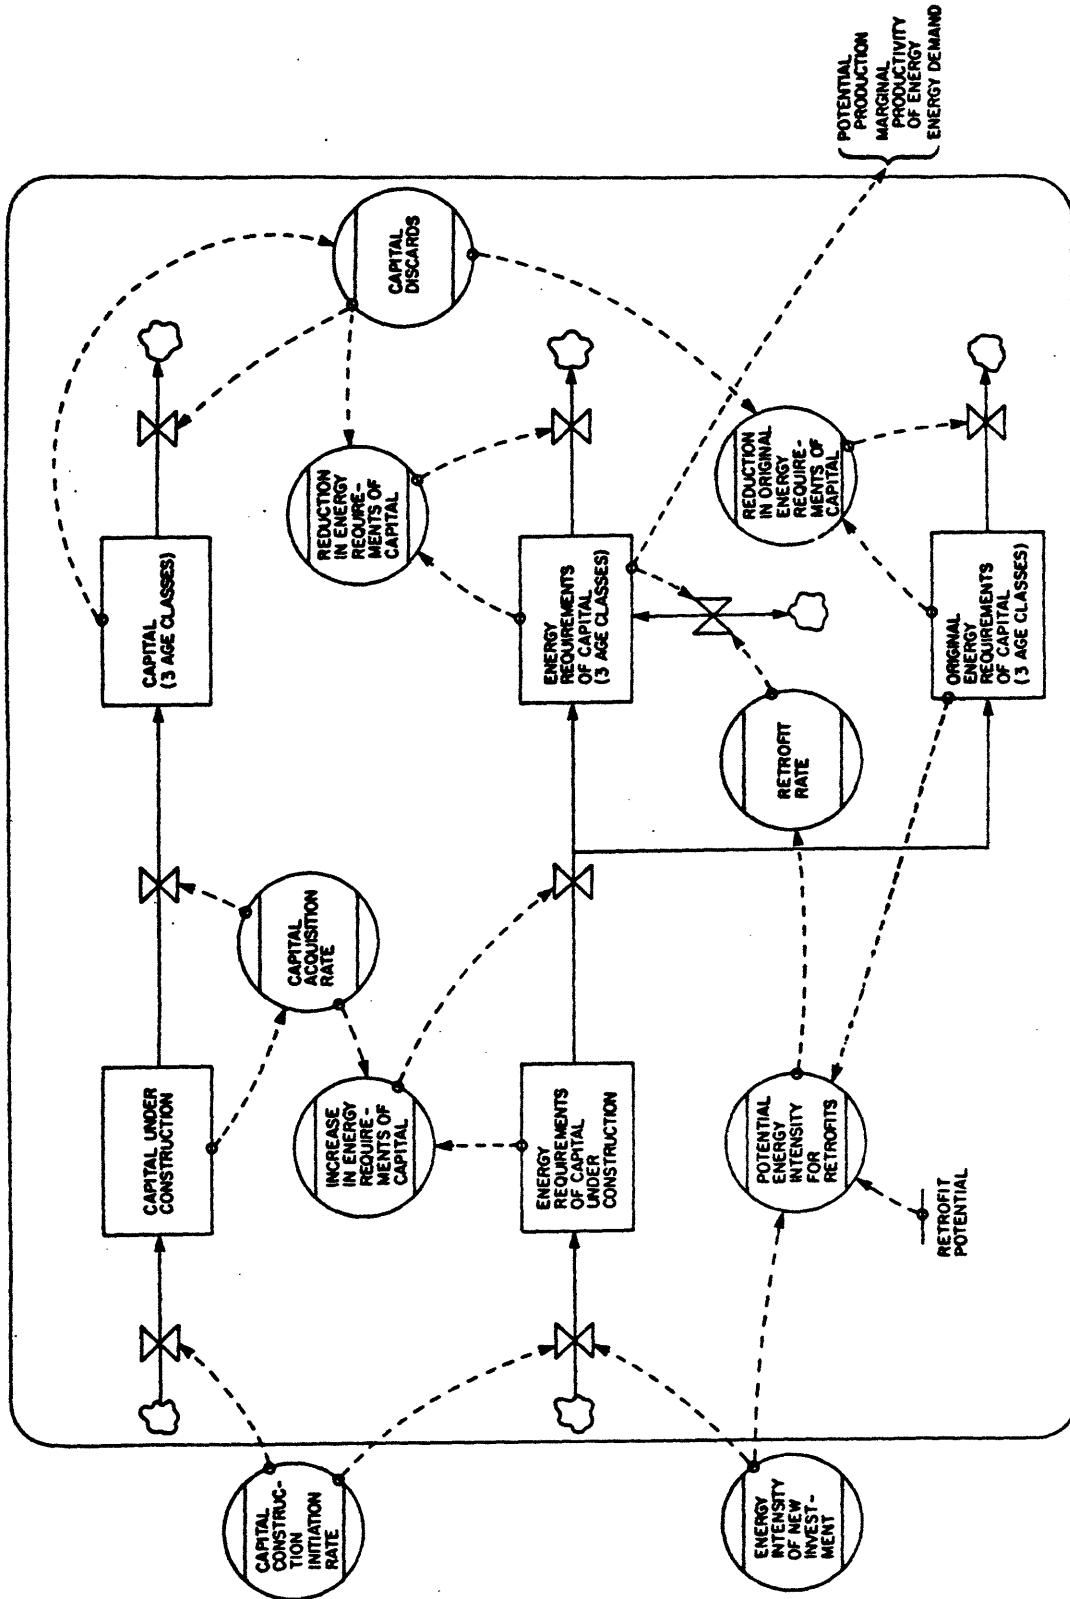 CAPITAL
CONSTRUC-
TION
INITIATION
RATE
CAPITAL UNDER
CONSTRUCTION
CAPITAL
ACQUISITION
RATE
CAPITAL
(3 AGE CLASSES)
CAPITAL
DISCARDS
INCREASE
IN ENERGY
REQUIRE-
MENTS OF
CAPITAL
REDUCTION
IN ENERGY
REQUIRE-
MENTS OF
CAPITAL
ENERGY
REQUIREMENTS
OF CAPITAL
UNDER
CONSTRUCTION
ENERGY
REQUIREMENTS
OF CAPITAL
(3 AGE CLASSES)
ENERGY
INTENSITY
OF NEW
INVEST-
MENT
POTENTIAL
ENERGY
INTENSITY
FOR
RETROFITS
RETROFIT
RATE
REDUCTION
IN ORIGINAL
ENERGY
REQUIRE-
MENTS OF
CAPITAL
RETROFIT
POTENTIAL
ORIGINAL
ENERGY
REQUIREMENTS
OF CAPITAL
(3 AGE CLASSES)
POTENTIAL
PRODUCTION
MARGINAL
PRODUCTIVITY
OF ENERGY
ENERGY DEMAND